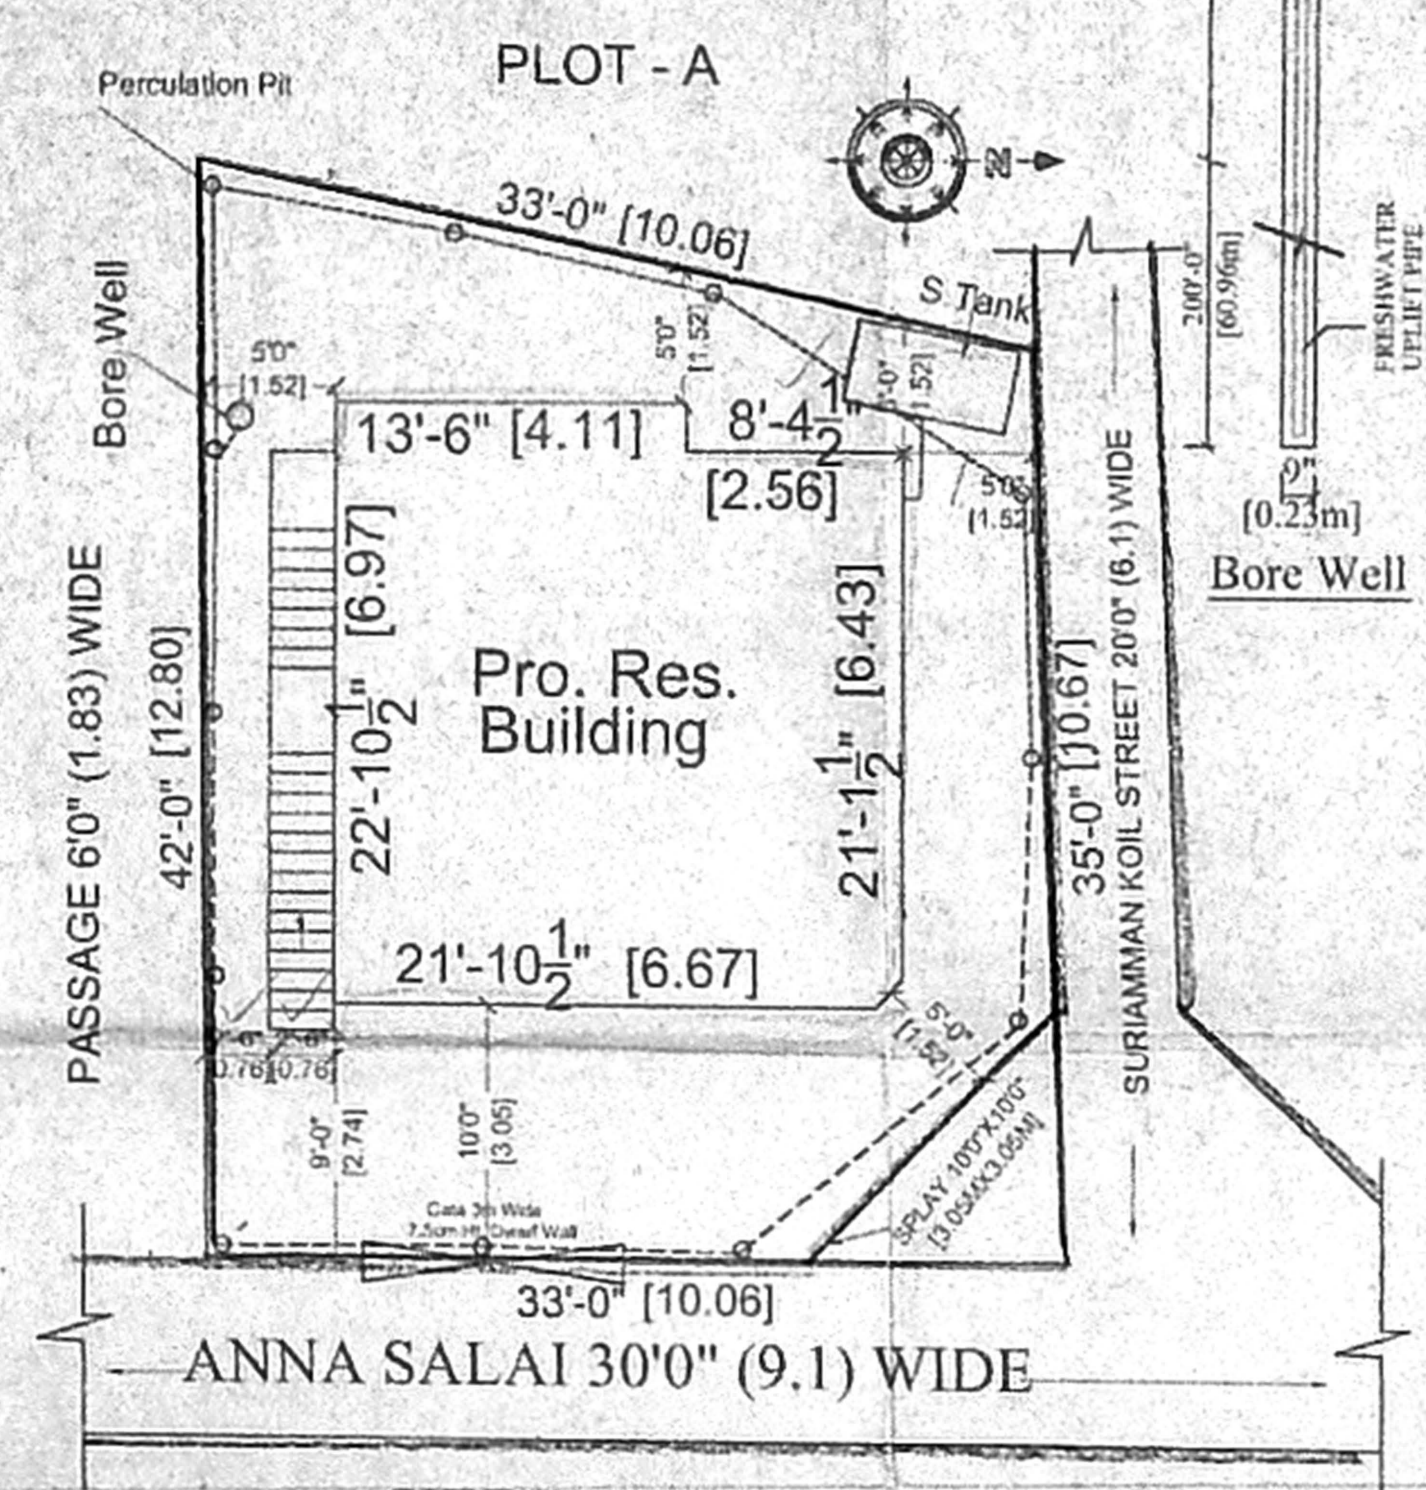 PLOT - A
Perculation Pit
N
33'-0" [10.06]
S Tank
Bore Well
5'0"
[1.52]
5'0"
[1.52]
200'-0"
[60.96m]
FRESHWATER
UPLIFT PIPE
13'-6" [4.11]
8'-4 1/2"
[2.56]
5'0"
[1.52]
9"
[0.23m]
Bore Well
PASSAGE 6'0" (1.83) WIDE
42'-0" [12.80]
22'-10 1/2" [6.97]
Pro. Res.
Building
21'-1 1/2" [6.43]
35'-0" [10.67]
SURIAMMAN KOIL STREET 20'0" (6.1) WIDE
21'-10 1/2" [6.67]
5'-0"
[1.52]
[0.76]
9'-0"
[2.74]
10'0"
[3.05]
SPLAY 10'0"X10'0"
[3.05MX3.05M]
Wide
Dwarf Wall
33'-0" [10.06]
ANNA SALAI 30'0" (9.1) WIDE